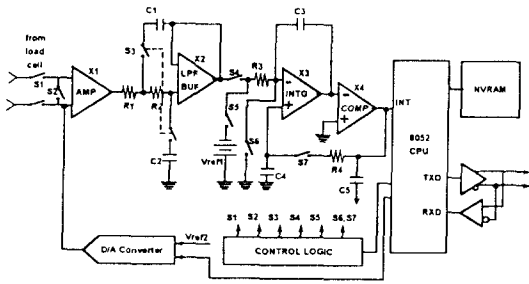 from
load
cell
S1
S2
X1
AMP
R1
C1
S3
R2
C2
X2
LPF
BUF
S4
R3
S5
S6
Vref1
C3
X3
INTG
C4
S7
R4
X4
COMP
C5
INT
8052
CPU
TXD
RXD
NVRAM
D/A Converter
Vref2
S1 S2 S3 S4 S5 S6,S7
CONTROL LOGIC